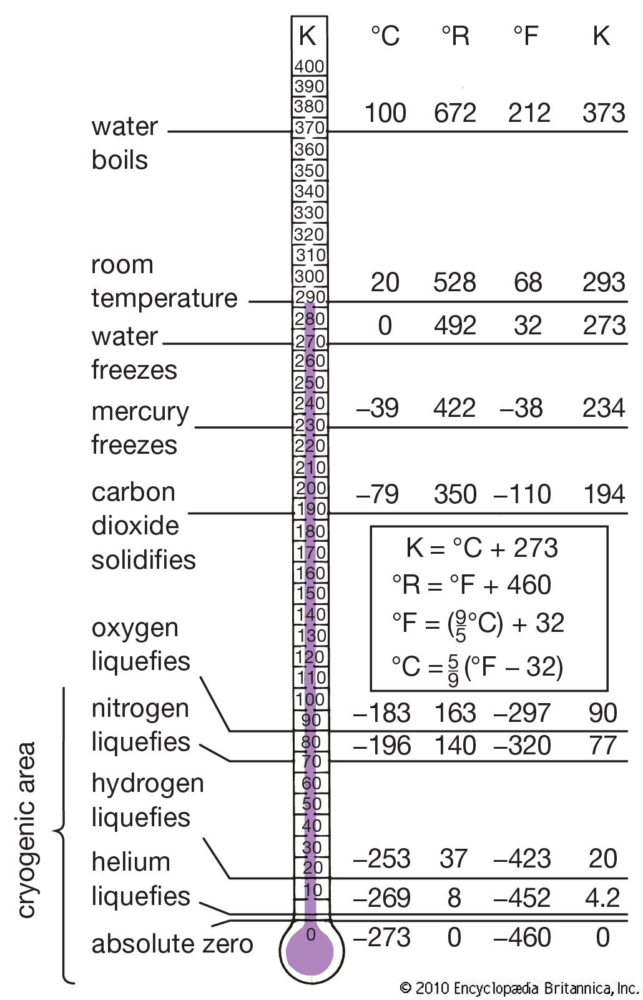 K °C °R °F K
400
390
380
100 672 212 373
water
370
boils
360
350
340
330
320
310
room
300
20 528 68 293
temperature
290
280
0 492 32 273
water
270
freezes
260
250
240
mercury
–39 422 –38 234
230
freezes
220
210
200
carbon
–79 350 –110 194
190
dioxide
180
solidifies
170
160
150
140
130
120
110
K = °C + 273
°R = °F + 460
°F = (9/5°C) + 32
°C = 5/9 (°F – 32)
oxygen
liquefies
100
nitrogen
–183 163 –297 90
90
liquefies
80
–196 140 –320 77
70
hydrogen
60
50
liquefies
40
30
helium
–253 37 –423 20
20
10
liquefies
–269 8 –452 4.2
absolute zero
0
–273 0 –460 0
cryogenic area
© 2010 Encyclopædia Britannica, Inc.